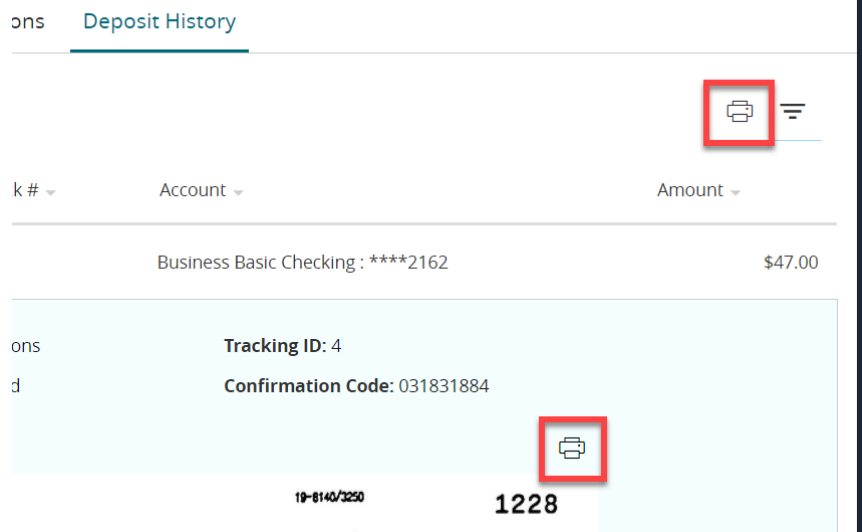 ons Deposit History
k # Account Amount
Business Basic Checking : ****2162 $47.00
ons Tracking ID: 4
d Confirmation Code: 031831884
19-8140/3250 1228